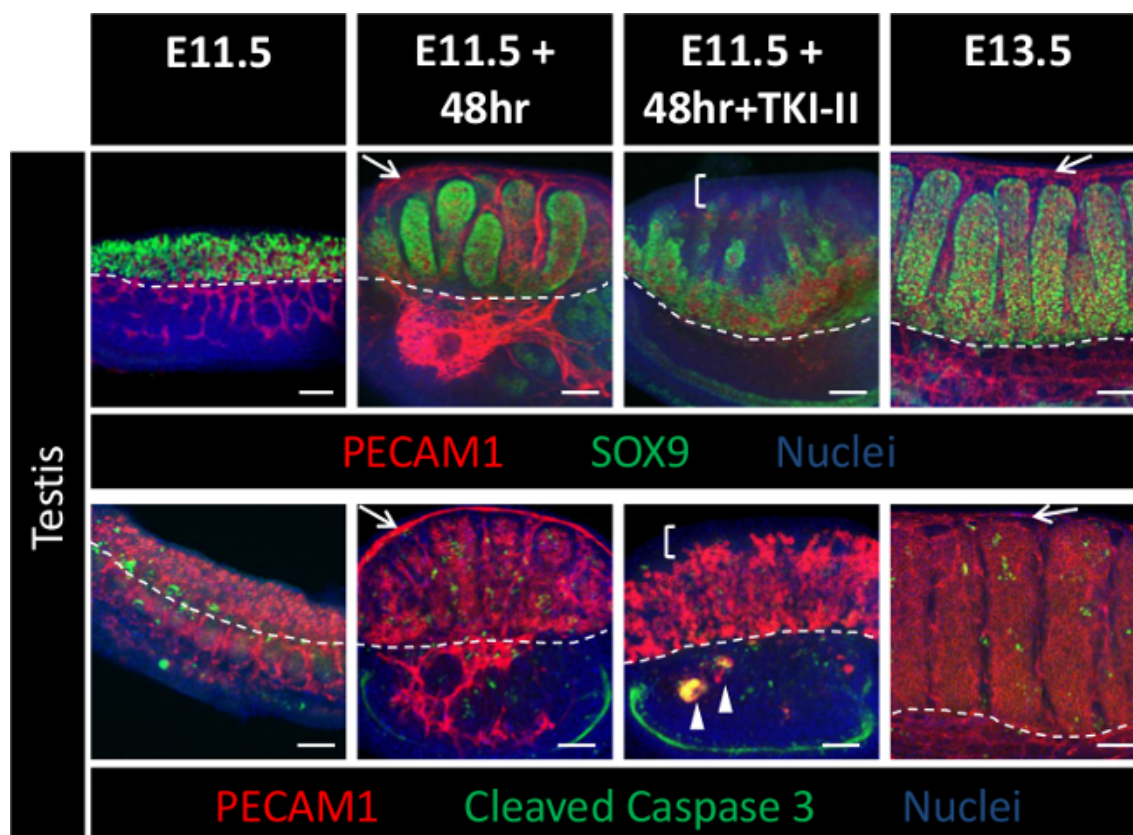 E11.5
E11.5 +
48hr
E11.5 +
48hr+TKI-II
E13.5
Testis
PECAM1 SOX9 Nuclei
PECAM1 Cleaved Caspase 3 Nuclei